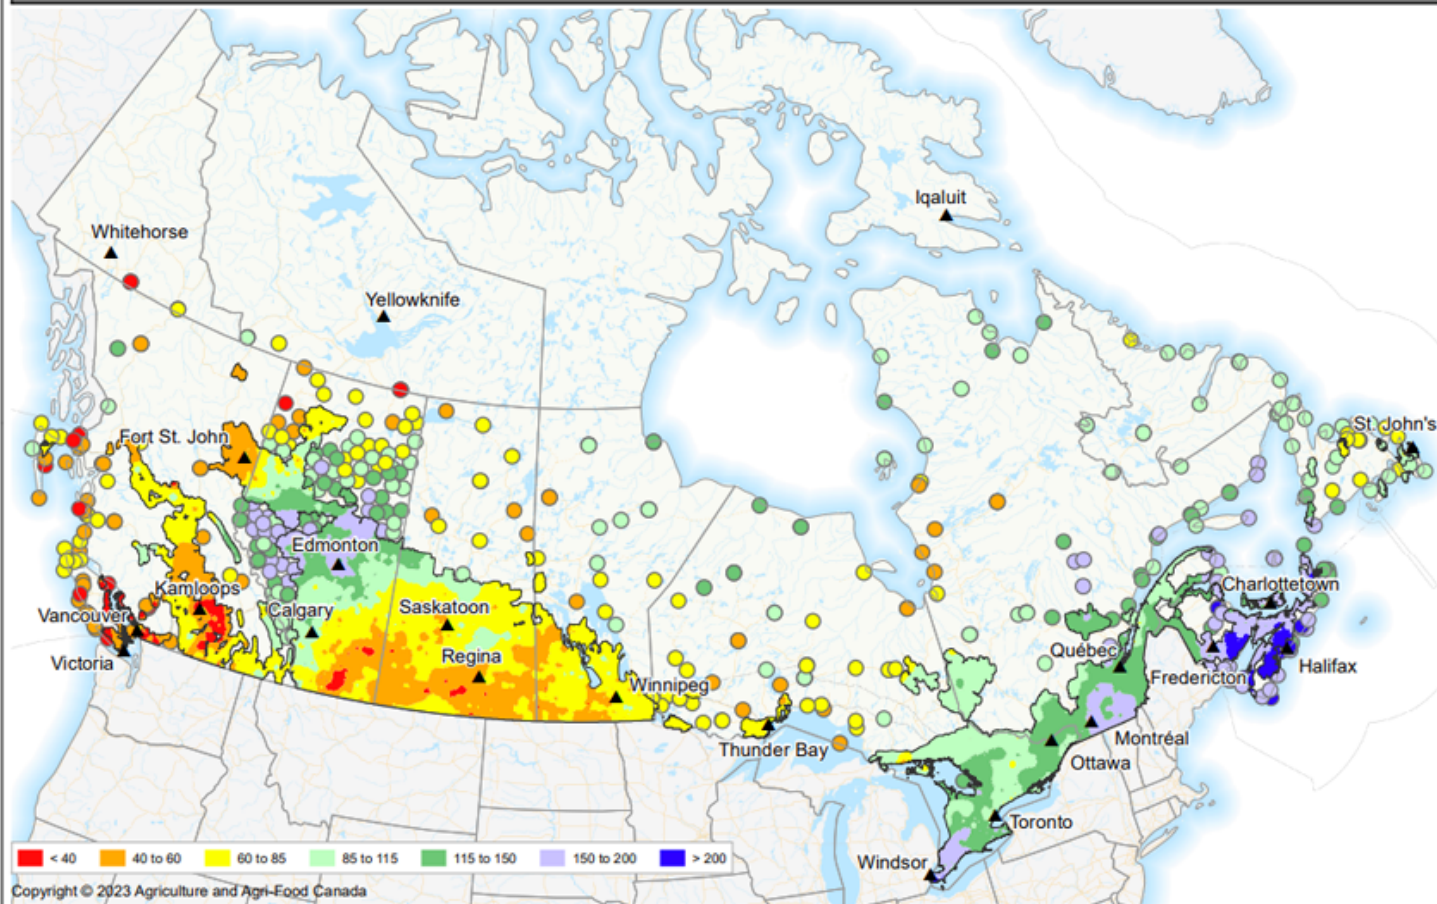 Iqaluit
Whitehorse
Yellowknife
St. John's
Fort St. John
Edmonton
Kamloops
Charlottetown
Vancouver
Calgary
Saskatoon
Québec
Regina
Victoria
Fredericton
Halifax
Winnipeg
Montréal
Thunder Bay
Ottawa
Toronto
Windsor
< 40 40 to 60 60 to 85 85 to 115 115 to 150 150 to 200 > 200
Copyright © 2023 Agriculture and Agri-Food Canada